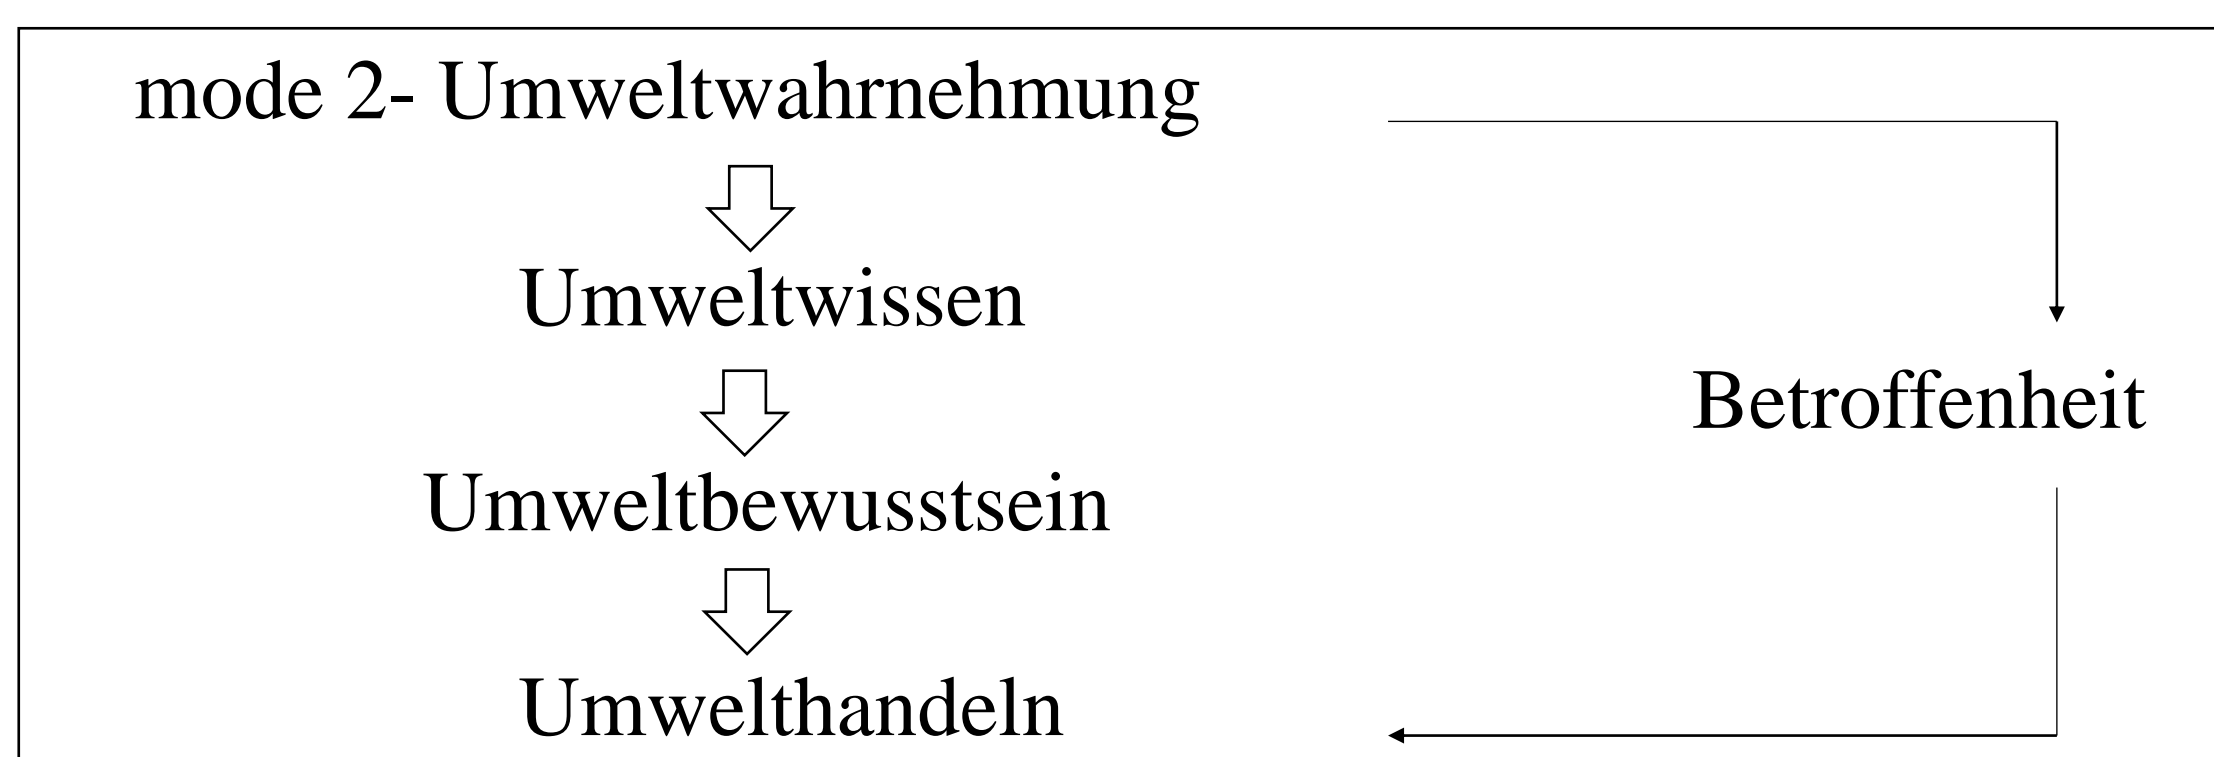 mode 2- Umweltwahrnehmung
Umweltwissen
Betroffenheit
Umweltbewusstsein
Umwelthandeln